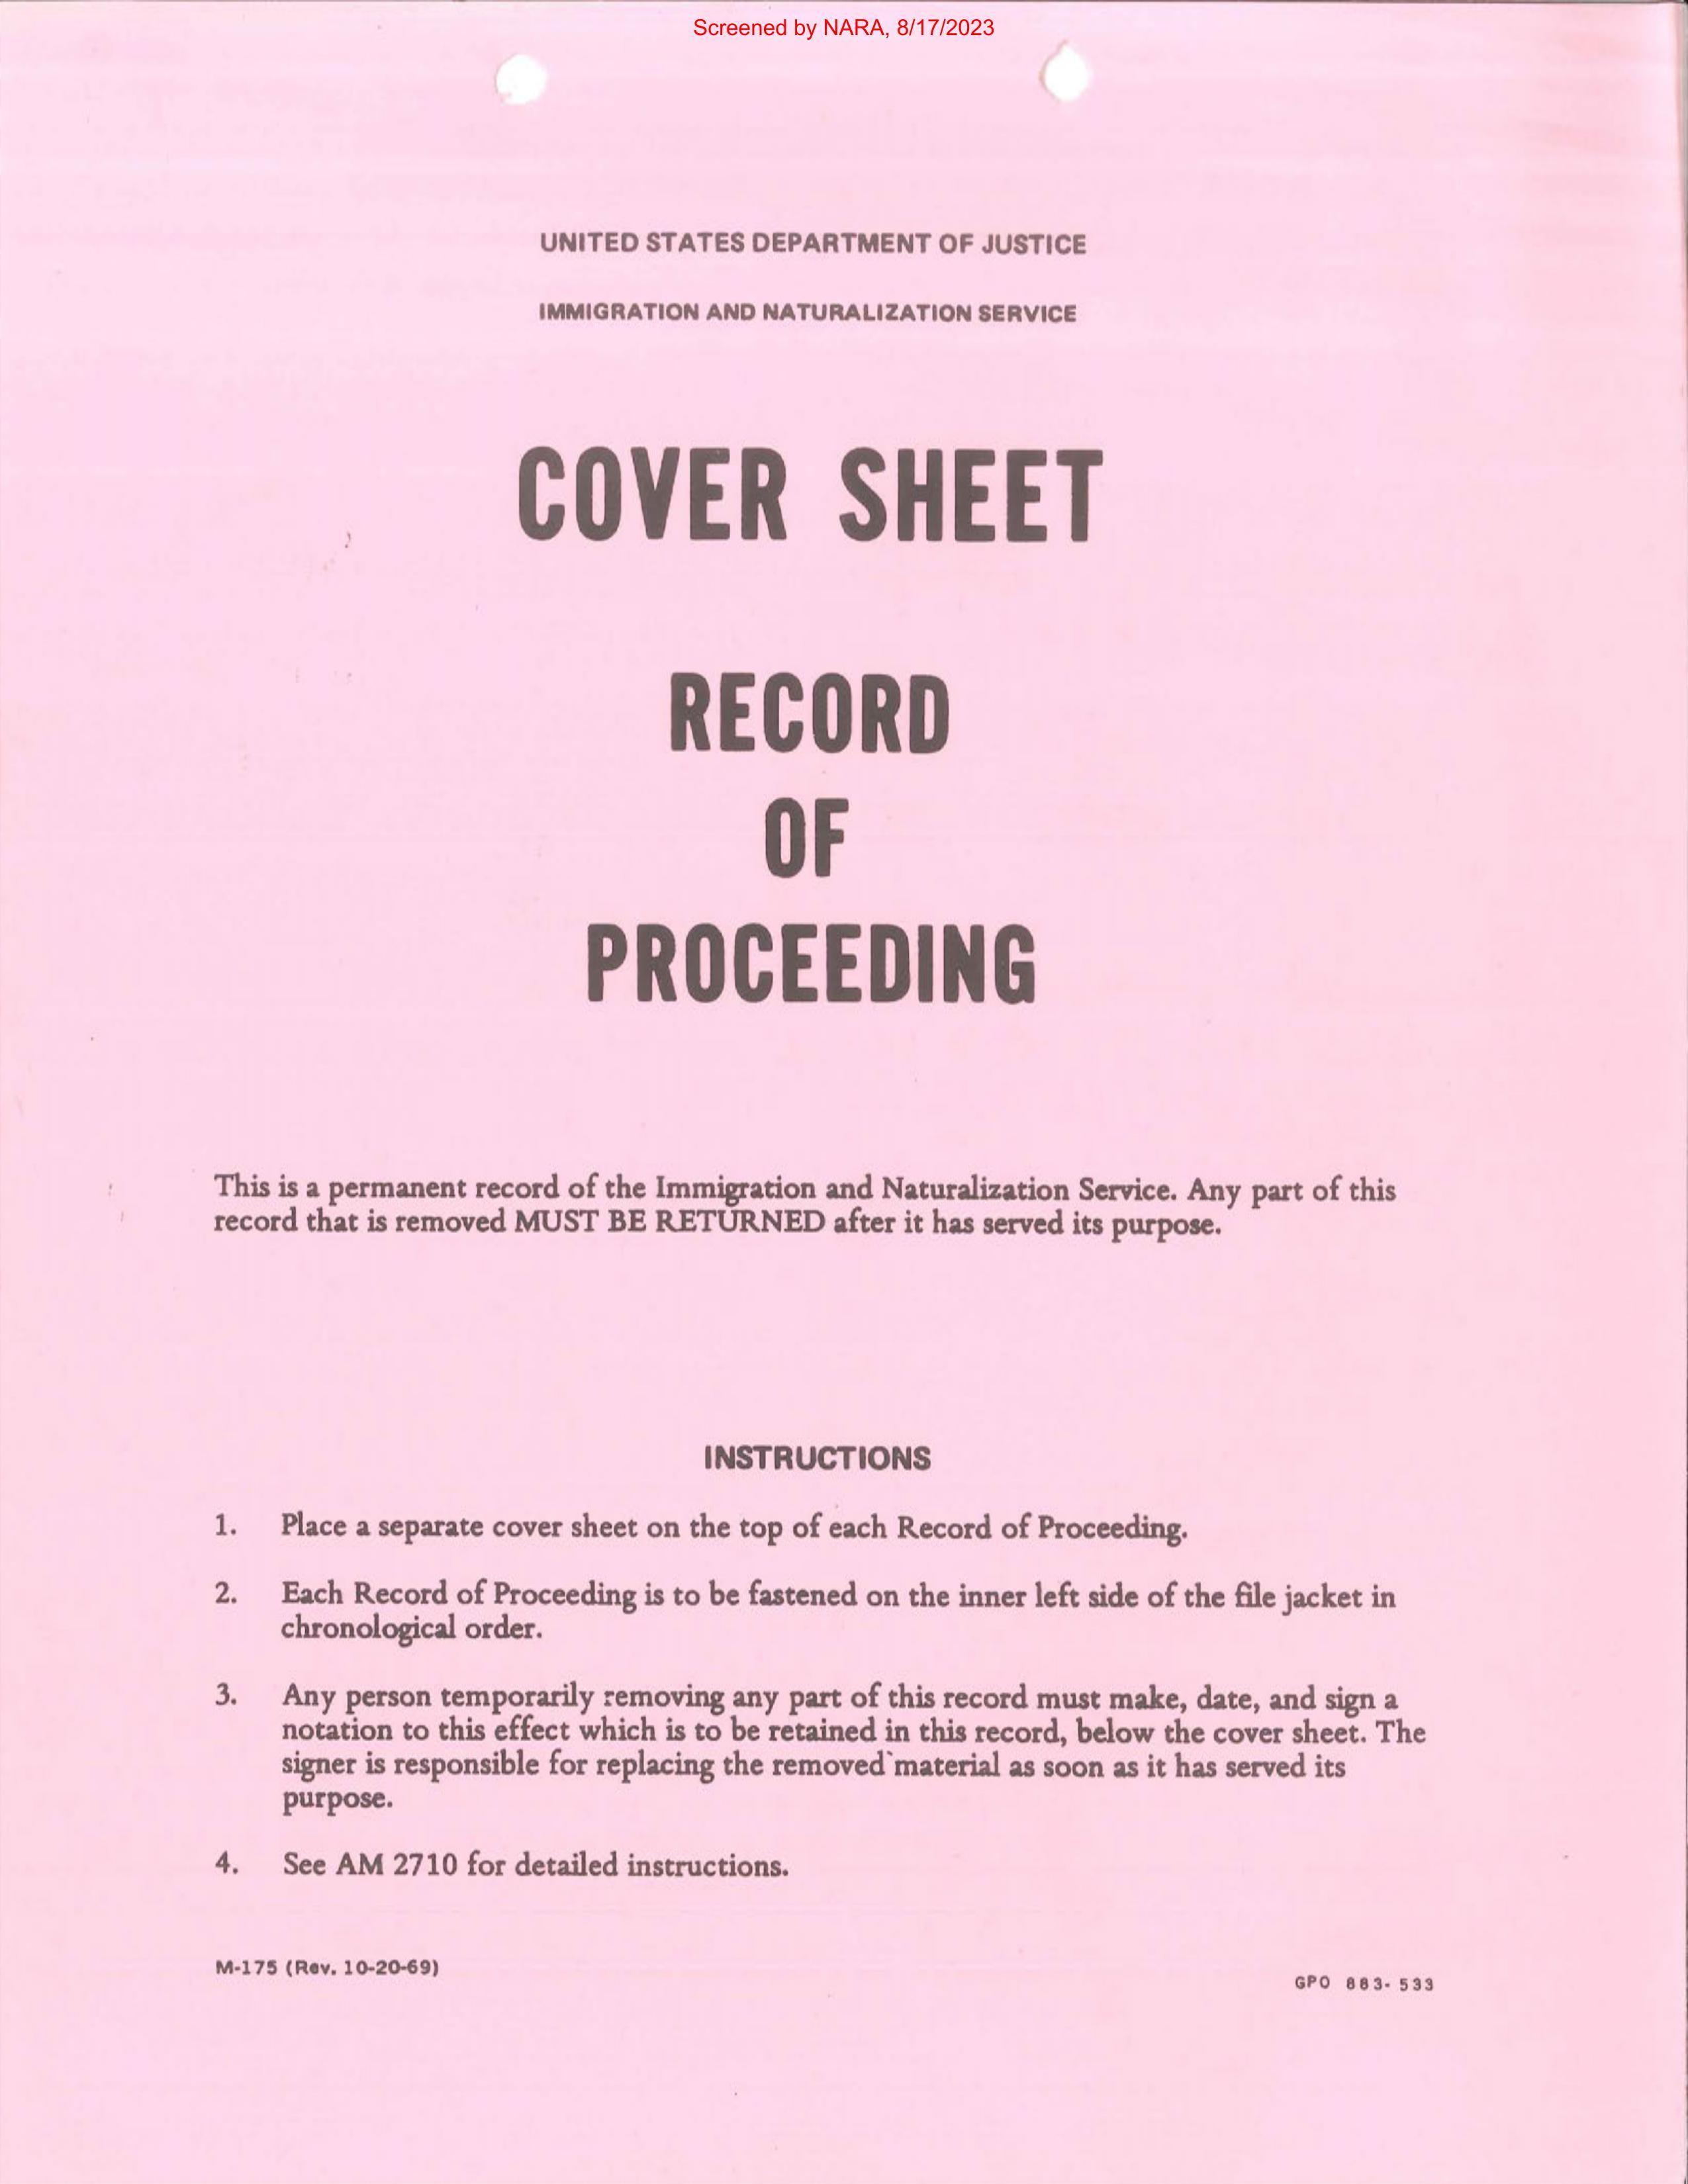 Screened by NARA, 8/17/2023
UNITED STATES DEPARTMENT OF JUSTICE
IMMIGRATION AND NATURALIZATION SERVICE
COVER SHEET
RECORD
OF
PROCEEDING
This is a permanent record of the Immigration and Naturalization Service. Any part of this
record that is removed MUST BE RETURNED after it has served its purpose.
INSTRUCTIONS
1. Place a separate cover sheet on the top of each Record of Proceeding.
2. Each Record of Proceeding is to be fastened on the inner left side of the file jacket in
chronological order.
3. Any person temporarily removing any part of this record must make, date, and sign a
notation to this effect which is to be retained in this record, below the cover sheet. The
signer is responsible for replacing the removed material as soon as it has served its
purpose.
4. See AM 2710 for detailed instructions.
M-175 (Rev. 10-20-69)
GPO 883-533